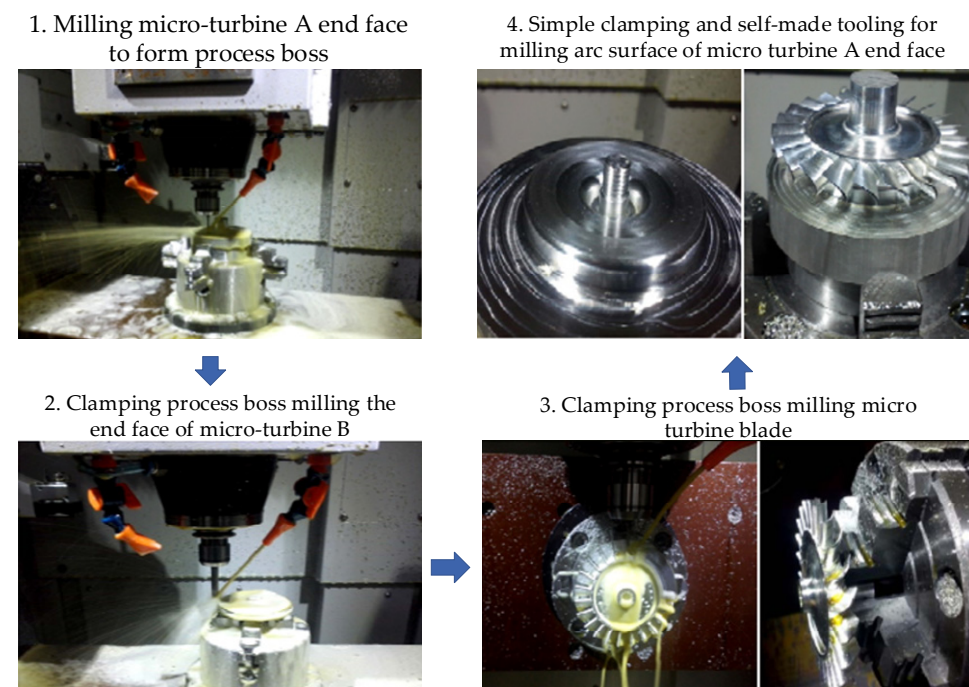 1. Milling micro-turbine A end face
to form process boss
2. Clamping process boss milling the
end face of micro-turbine B
3. Clamping process boss milling micro
turbine blade
4. Simple clamping and self-made tooling for
milling arc surface of micro turbine A end face